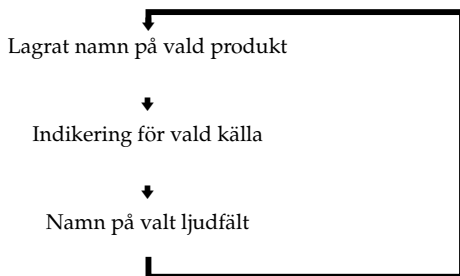 Lagrat namn på vald produkt
Indikering för vald källa
Namn på valt ljudfält